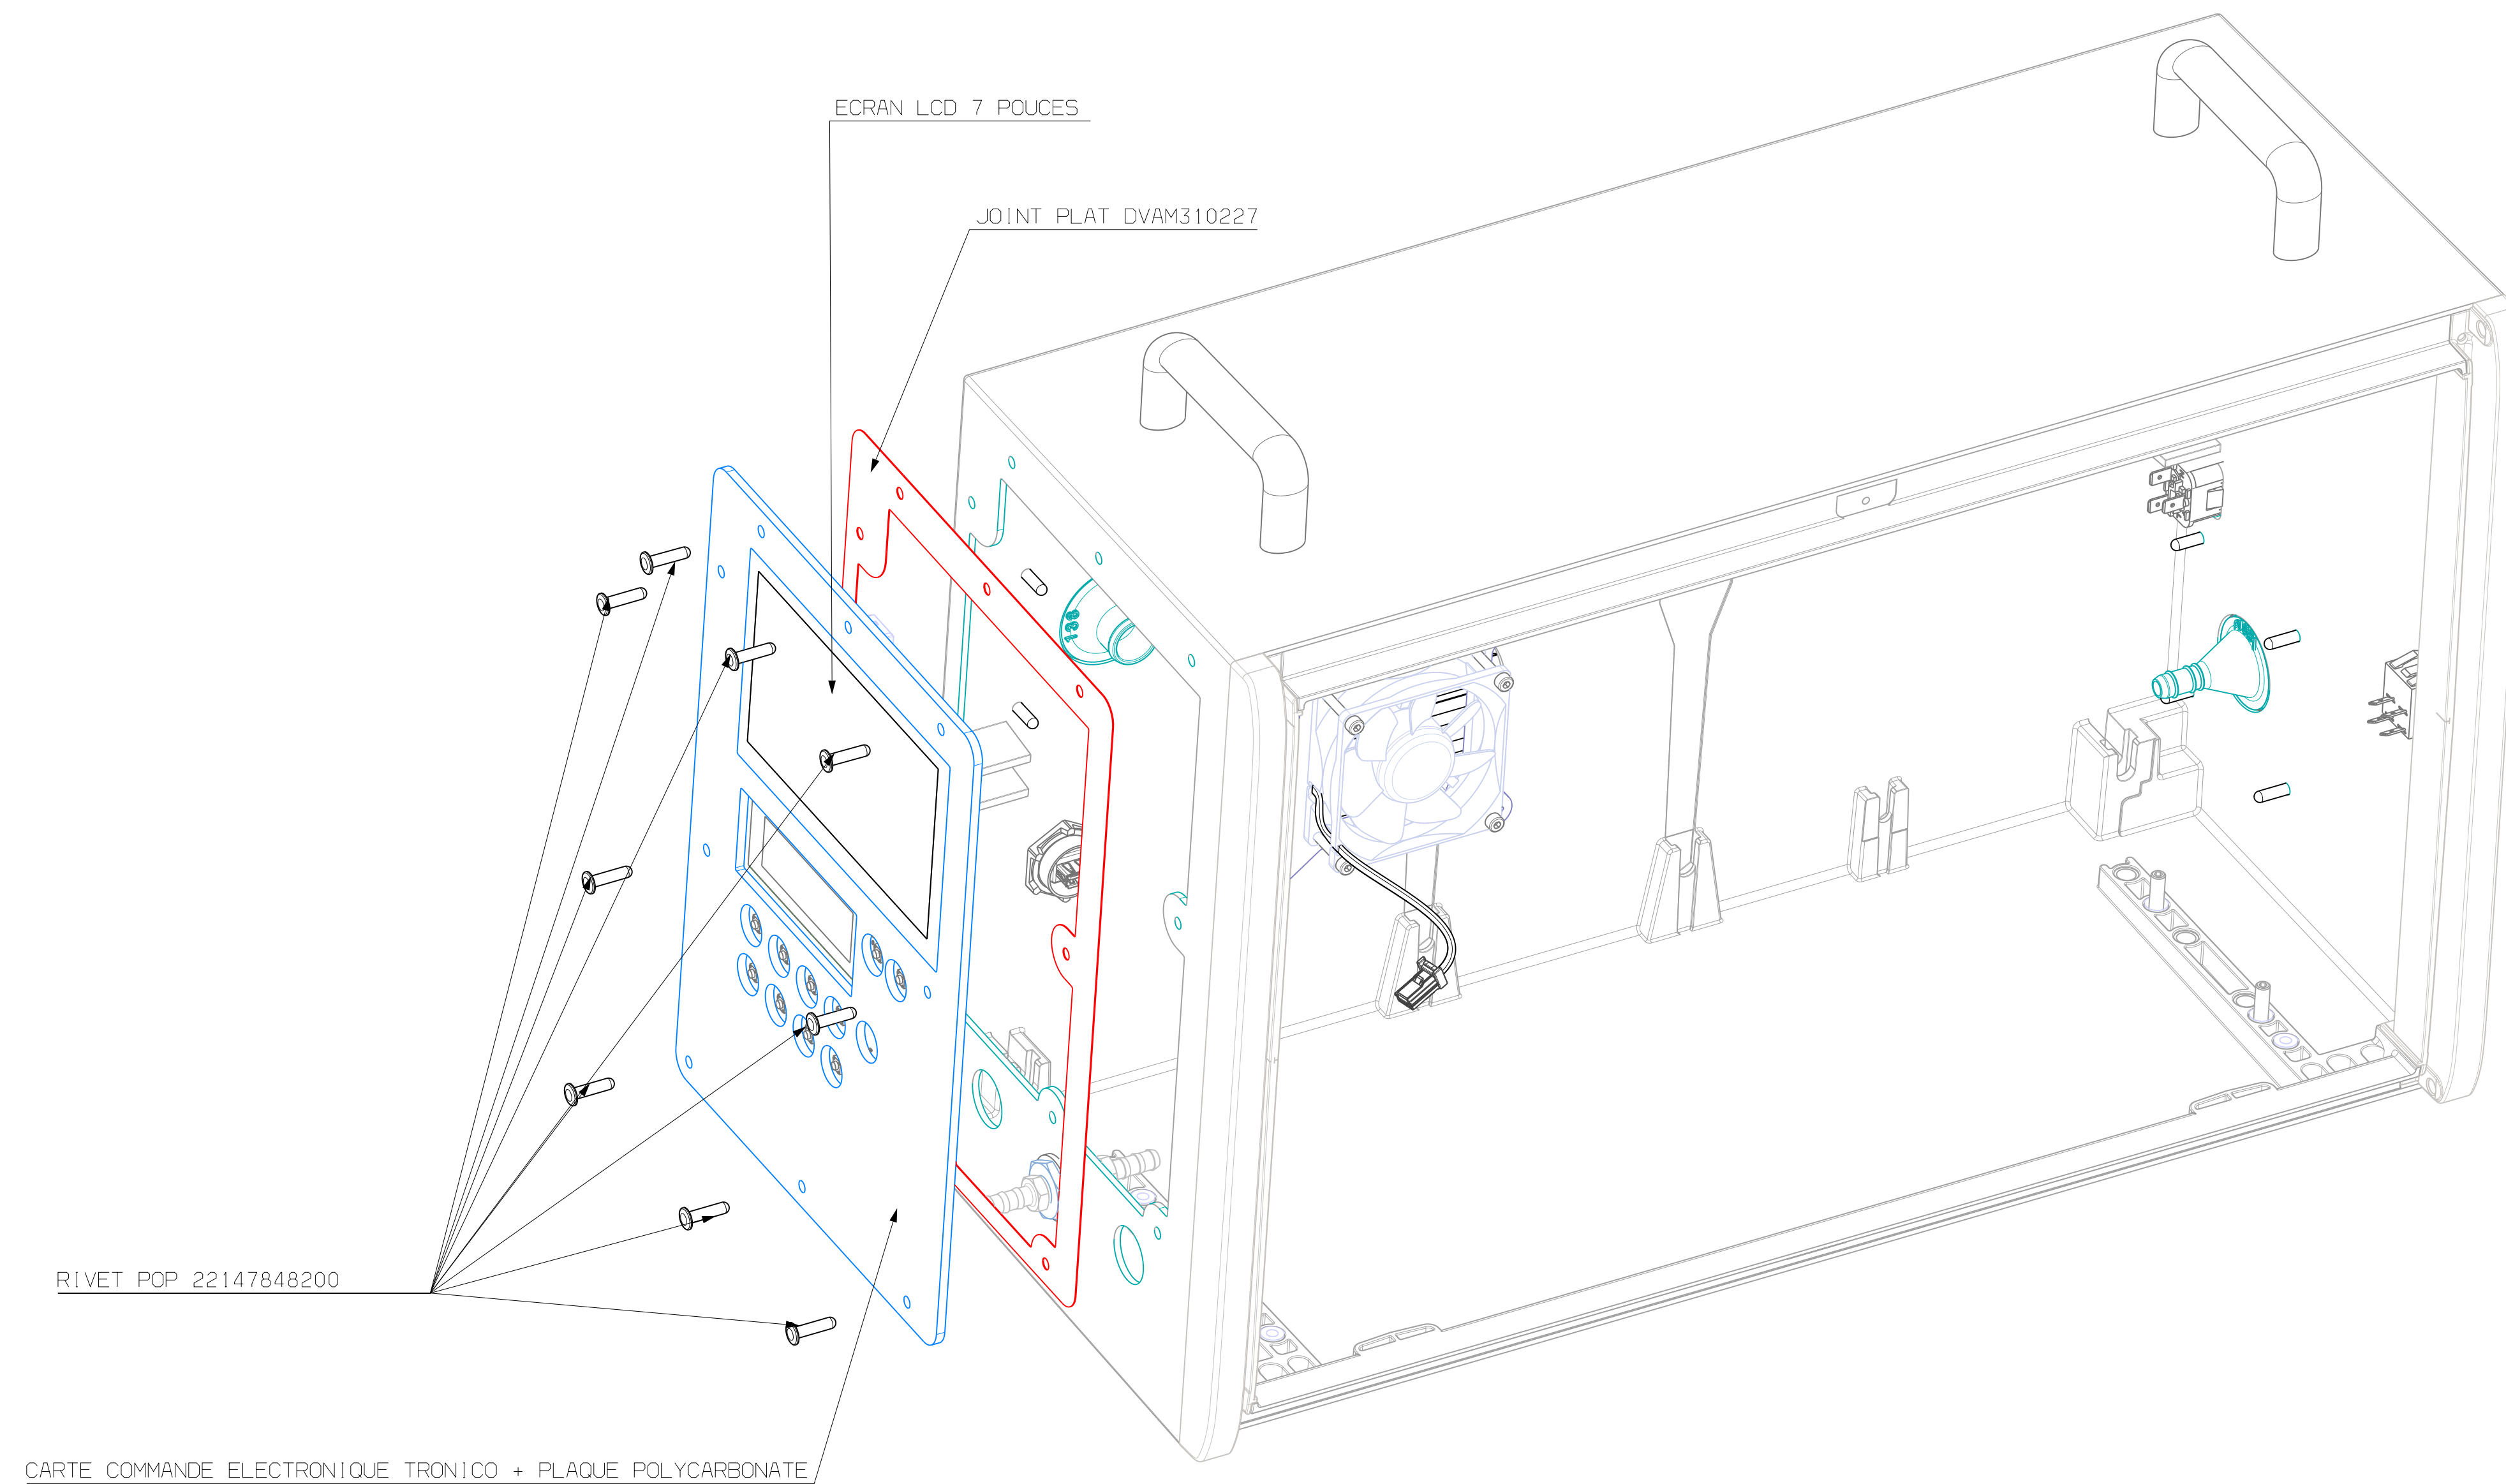 ECRAN LCD 7 POUCES
JOINT PLAT DVAM310227
RIVET POP 22147848200
CARTE COMMANDE ELECTRONIQUE TRONICO + PLAQUE POLYCARBONATE